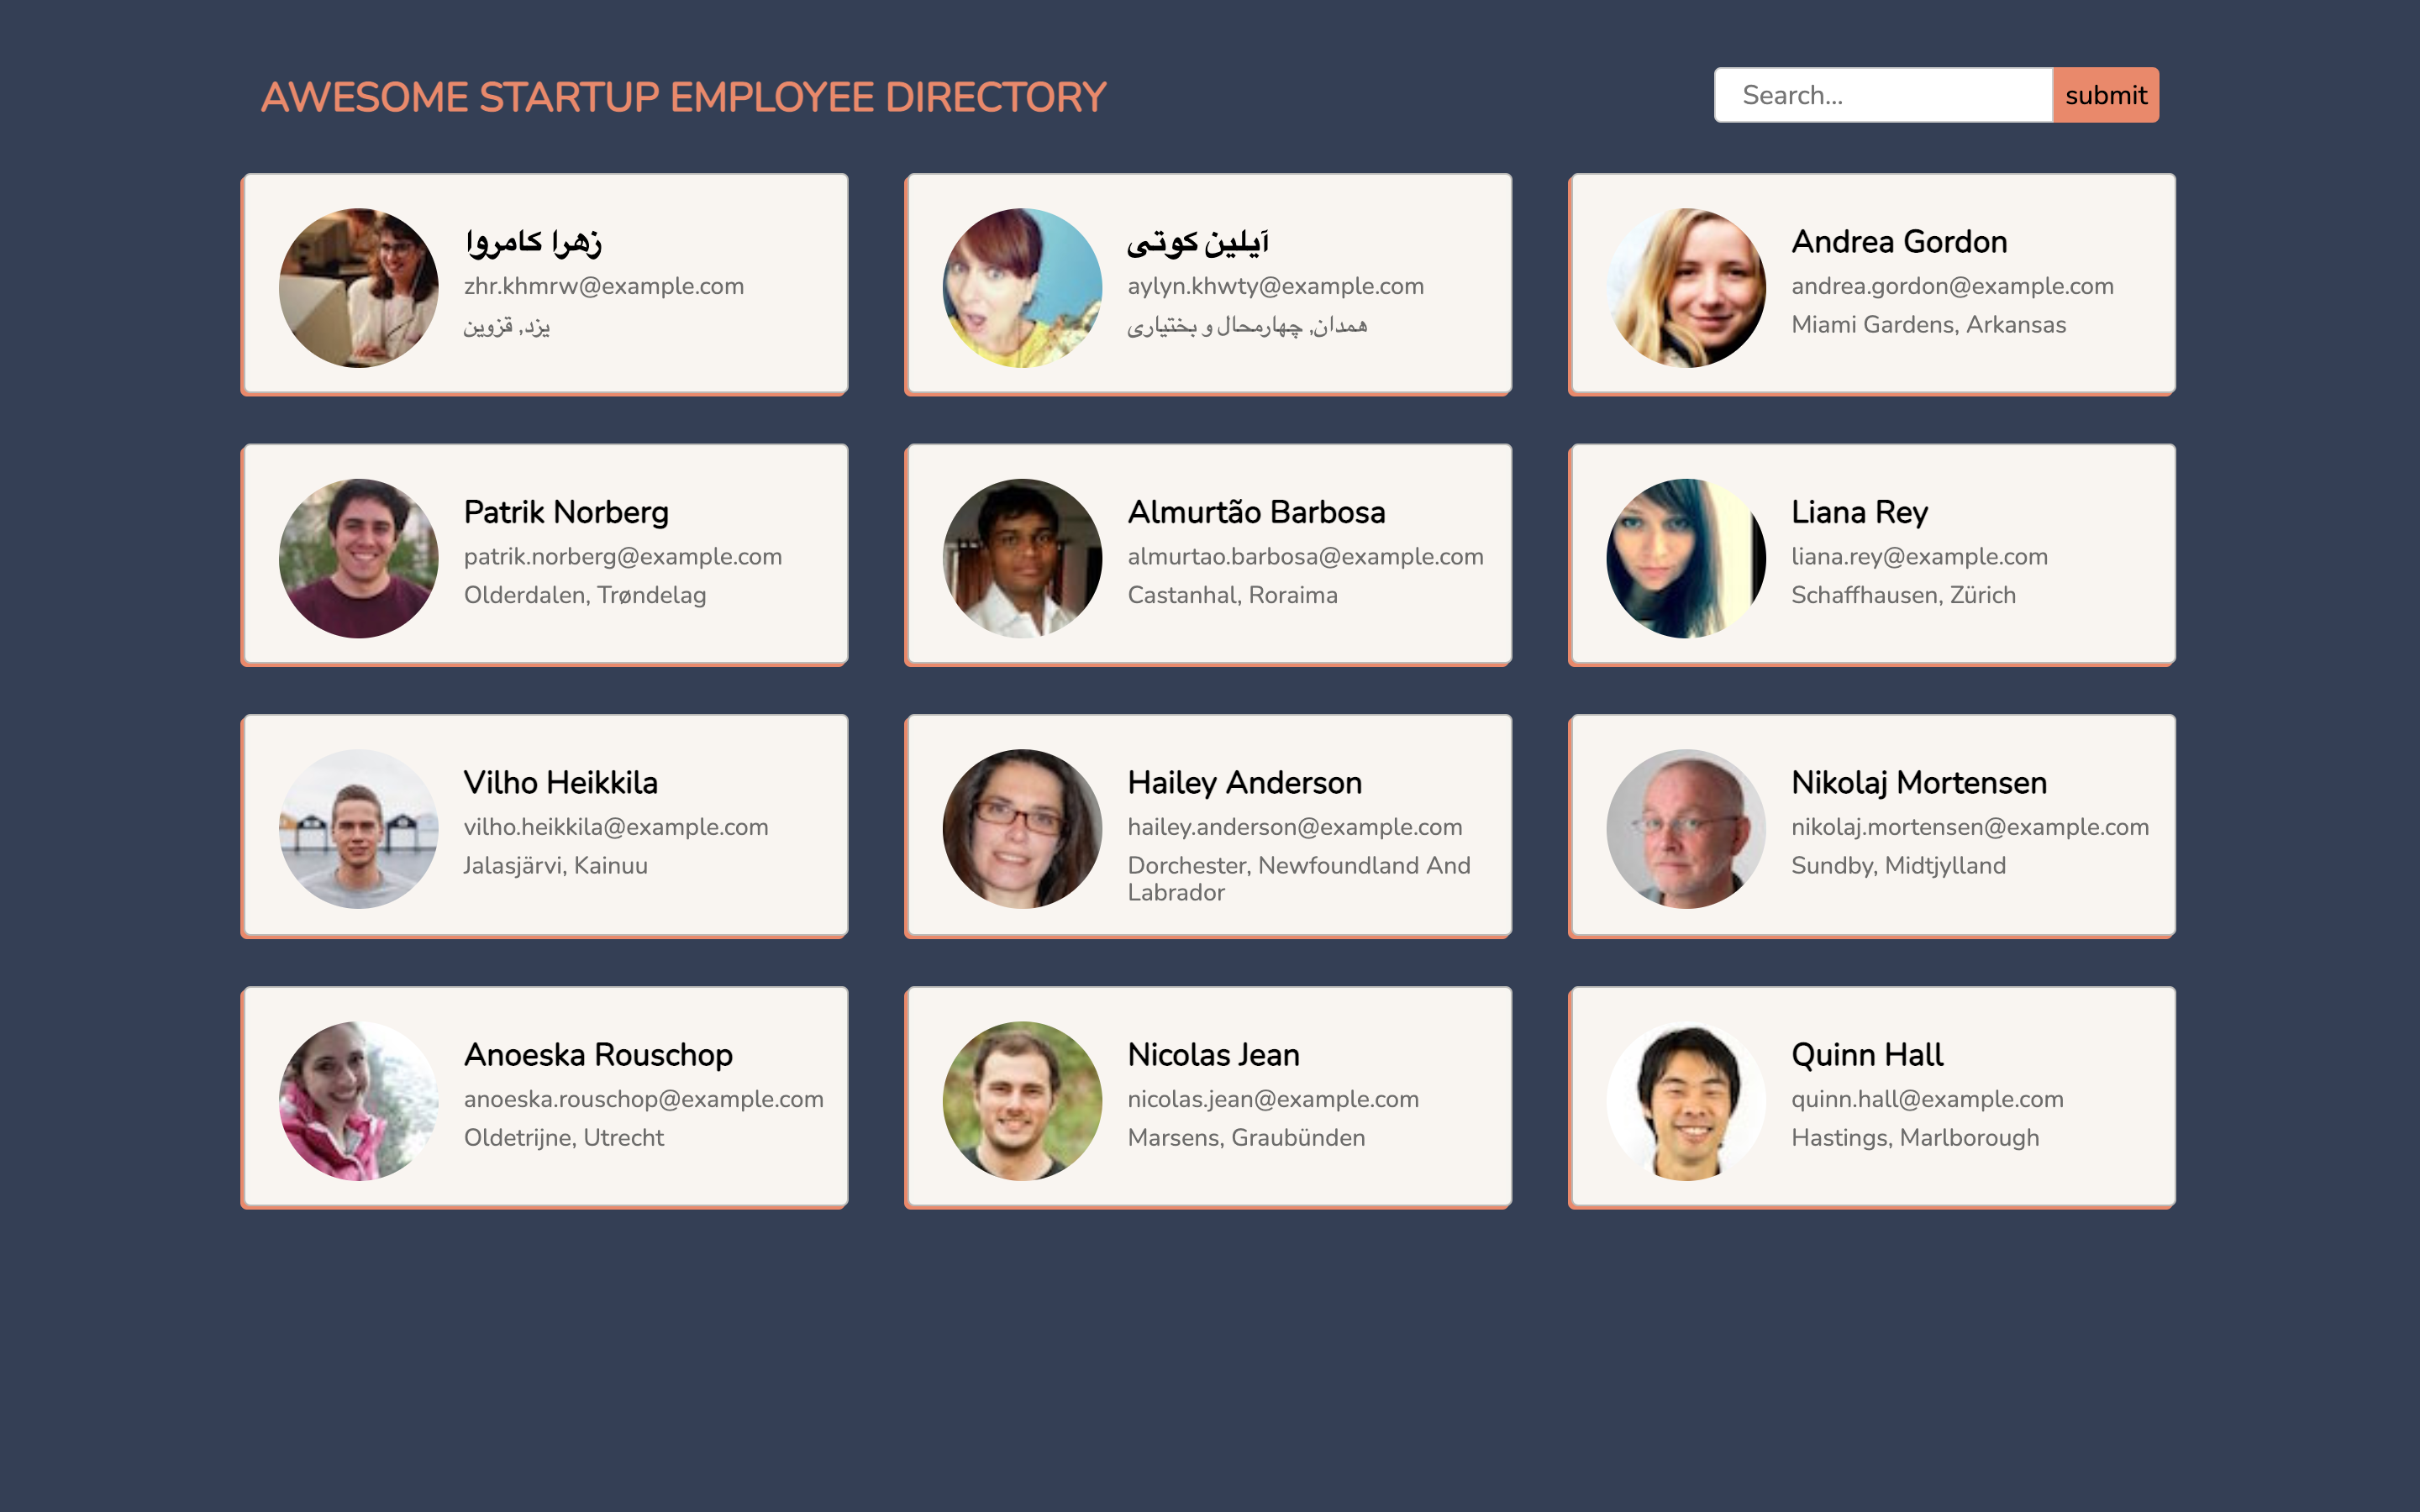 AWESOME STARTUP EMPLOYEE DIRECTORY
Search...
submit
زهرا کامروا
zhr.khmrw@example.com
یزد, قزوین
آیلین کوتی
aylyn.khwty@example.com
همدان, چهارمحال و بختیاری
Andrea Gordon
andrea.gordon@example.com
Miami Gardens, Arkansas
Patrik Norberg
patrik.norberg@example.com
Olderdalen, Trøndelag
Almurtão Barbosa
almurtao.barbosa@example.com
Castanhal, Roraima
Liana Rey
liana.rey@example.com
Schaffhausen, Zürich
Vilho Heikkila
vilho.heikkila@example.com
Jalasjärvi, Kainuu
Hailey Anderson
hailey.anderson@example.com
Dorchester, Newfoundland And
Labrador
Nikolaj Mortensen
nikolaj.mortensen@example.com
Sundby, Midtjylland
Anoeska Rouschop
anoeska.rouschop@example.com
Oldetrijne, Utrecht
Nicolas Jean
nicolas.jean@example.com
Marsens, Graubünden
Quinn Hall
quinn.hall@example.com
Hastings, Marlborough